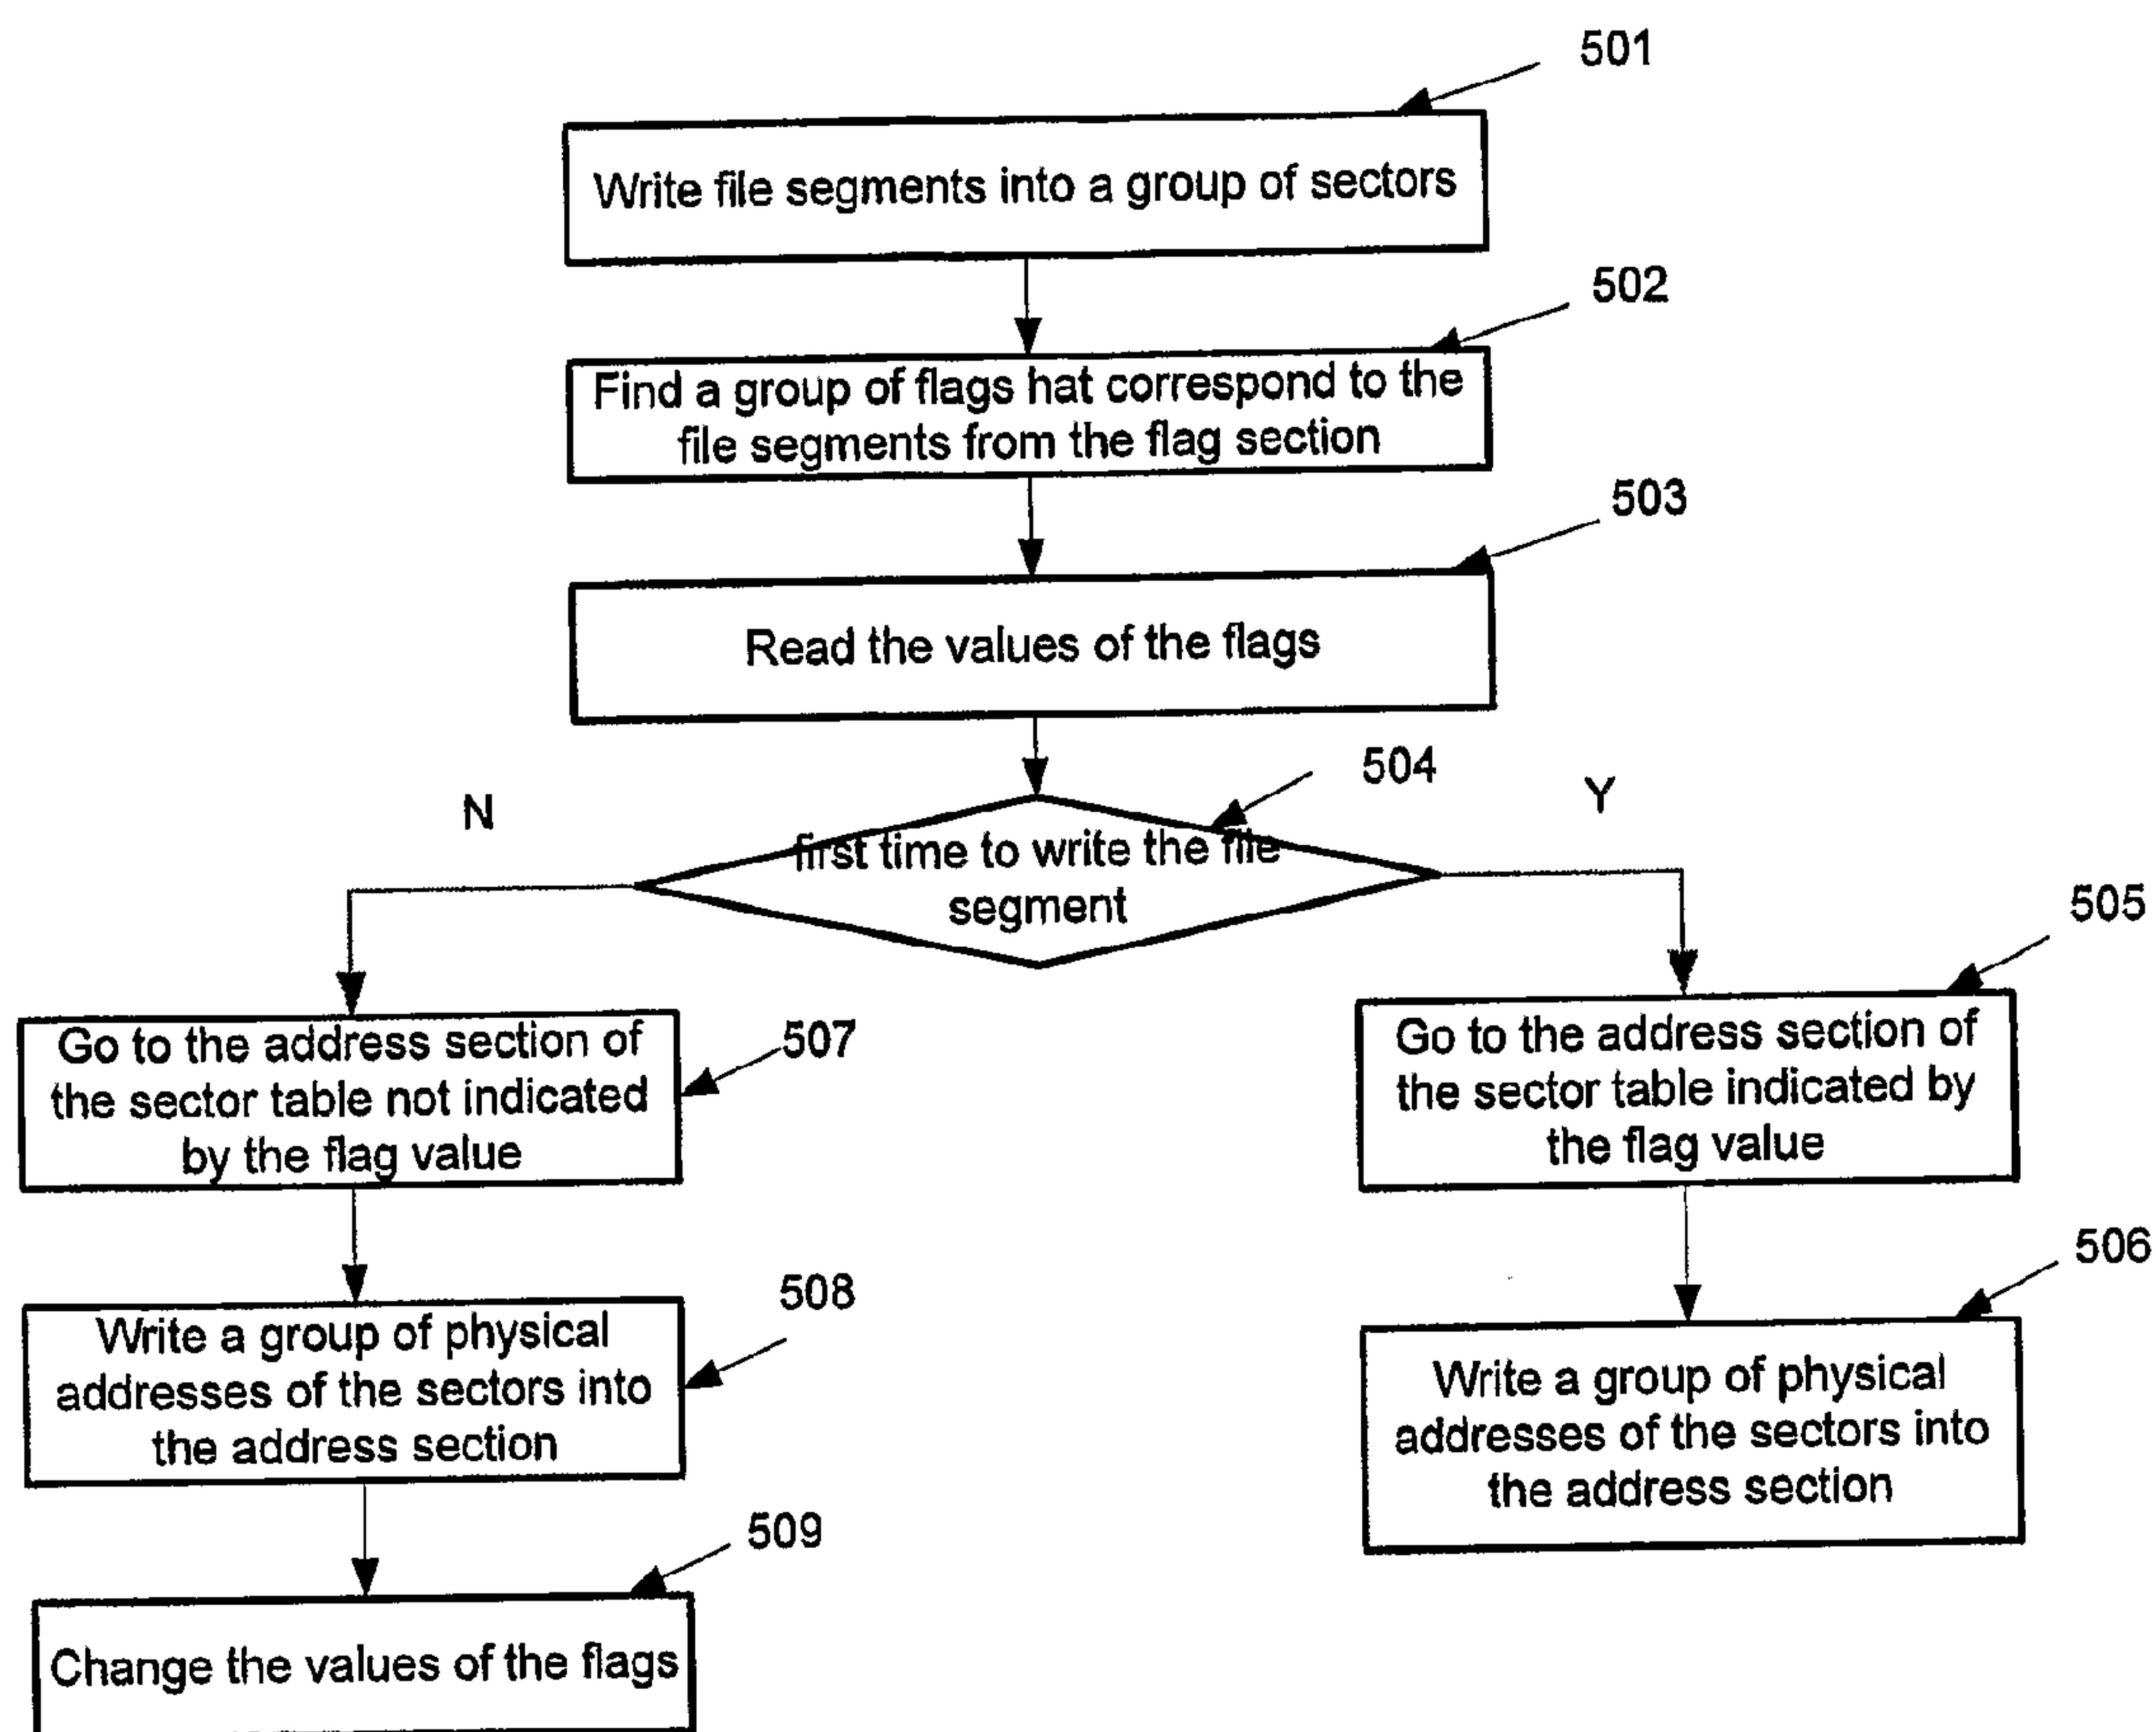 501
Write file segments into a group of sectors
502
Find a group of flags hat correspond to the
file segments from the flag section
503
Read the values of the flags
504
N
Y
first time to write the file
segment
505
Go to the address section of
the sector table not indicated
by the flag value
507
Go to the address section of
the sector table indicated by
the flag value
506
508
Write a group of physical
addresses of the sectors into
the address section
Write a group of physical
addresses of the sectors into
the address section
509
Change the values of the flags